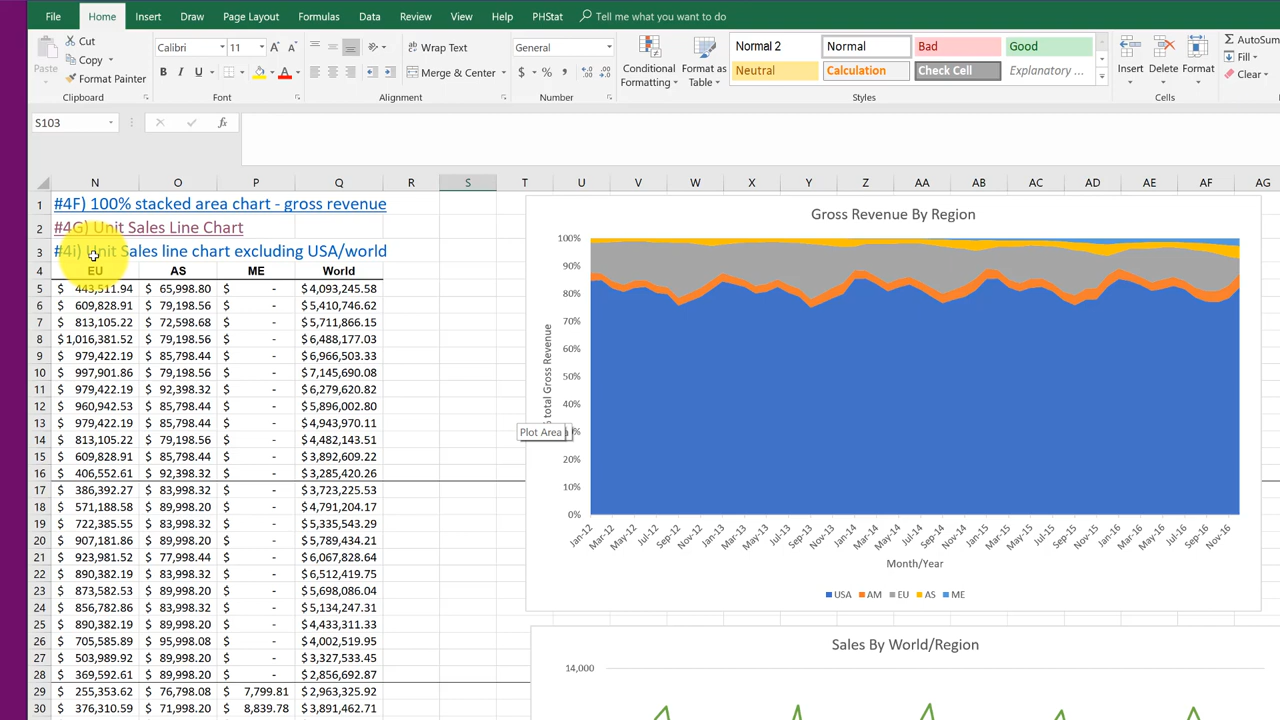 File Home Insert Page Layout Formulas Data Review View Help PHStat Tell me what you want to do
Paste
Cut
Copy
Format Painter
Clipboard
Calibri 11
B I U
Font
Wrap Text
Merge & Center
Alignment
General
$ % ,
Number
Conditional Formatting
Format as Table
Normal 2 Normal Bad Good
Neutral Calculation Check Cell Explanatory ...
Styles
Insert Delete Format
Cells
AutoSum
Fill
Clear
S103 fx
N O P Q R S T U V W X Y Z AA AB AC AD AE AF AG
1 #4F) 100% stacked area chart - gross revenue
2 #4G) Unit Sales Line Chart
3 #4i) Unit Sales line chart excluding USA/world
4 EU AS ME World
5 $ 443,511.94 $ 65,998.80 $ - $ 4,093,245.58
6 $ 609,828.91 $ 79,198.56 $ - $ 5,410,746.62
7 $ 813,105.22 $ 72,598.68 $ - $ 5,711,866.15
8 $ 1,016,381.52 $ 79,198.56 $ - $ 6,488,177.03
9 $ 979,422.19 $ 85,798.44 $ - $ 6,966,503.33
10 $ 997,901.86 $ 79,198.56 $ - $ 7,145,690.08
11 $ 979,422.19 $ 92,398.32 $ - $ 6,279,620.82
12 $ 960,942.53 $ 85,798.44 $ - $ 5,896,002.80
13 $ 979,422.19 $ 85,798.44 $ - $ 4,943,970.11
14 $ 813,105.22 $ 79,198.56 $ - $ 4,482,143.51
15 $ 609,828.91 $ 92,398.32 $ - $ 3,892,609.22
16 $ 406,552.61 $ 92,398.32 $ - $ 3,285,420.26
17 $ 386,392.27 $ 83,998.32 $ - $ 3,723,225.53
18 $ 571,188.58 $ 89,998.20 $ - $ 4,791,204.17
19 $ 722,385.55 $ 83,998.32 $ - $ 5,335,543.29
20 $ 907,181.86 $ 89,998.20 $ - $ 5,789,434.21
21 $ 923,981.52 $ 77,998.44 $ - $ 6,067,828.64
22 $ 890,382.19 $ 83,998.32 $ - $ 6,512,419.75
23 $ 873,582.53 $ 89,998.20 $ - $ 5,698,086.04
24 $ 856,782.86 $ 83,998.32 $ - $ 5,134,247.31
25 $ 890,382.19 $ 89,998.20 $ - $ 4,433,311.33
26 $ 705,585.89 $ 95,998.08 $ - $ 4,002,519.95
27 $ 503,989.92 $ 89,998.20 $ - $ 3,327,533.45
28 $ 369,592.61 $ 89,998.20 $ - $ 2,856,692.87
29 $ 255,353.62 $ 76,798.08 $ 7,799.81 $ 2,963,325.92
30 $ 376,310.59 $ 71,998.20 $ 8,839.78 $ 3,891,462.71
Gross Revenue By Region
100%
90%
80%
70%
60%
50%
40%
30%
20%
10%
0%
total Gross Revenue
Plot Area
Jan-12 Mar-12 May-12 Jul-12 Sep-12 Nov-12 Jan-13 Mar-13 May-13 Jul-13 Sep-13 Nov-13 Jan-14 Mar-14 May-14 Jul-14 Sep-14 Nov-14 Jan-15 Mar-15 May-15 Jul-15 Sep-15 Nov-15 Jan-16 Mar-16 May-16 Jul-16 Sep-16 Nov-16
Month/Year
USA AM EU AS ME
Sales By World/Region
14,000